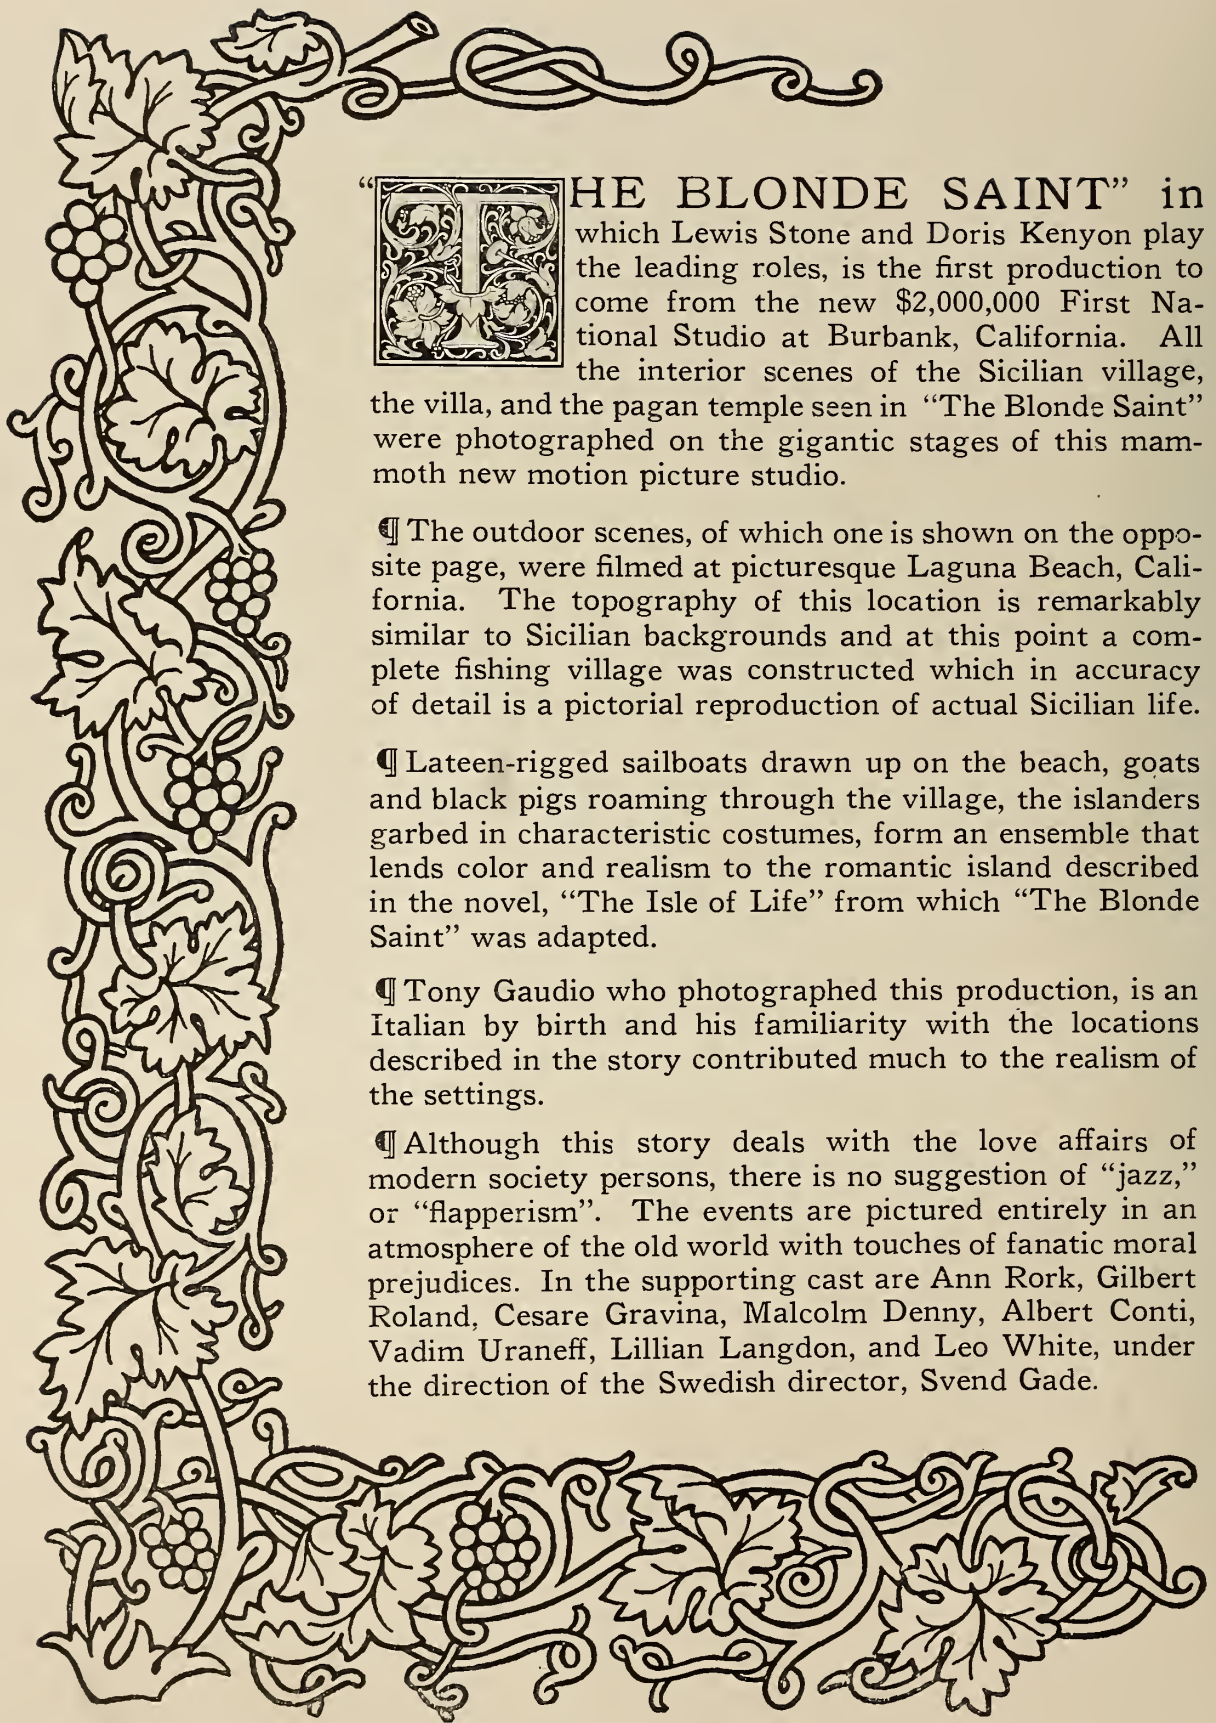 “THE BLONDE SAINT” in
which Lewis Stone and Doris Kenyon play
the leading roles, is the first production to
come from the new $2,000,000 First Na-
tional Studio at Burbank, California. All
the interior scenes of the Sicilian village,
the villa, and the pagan temple seen in “The Blonde Saint”
were photographed on the gigantic stages of this mam-
moth new motion picture studio.
¶ The outdoor scenes, of which one is shown on the oppo-
site page, were filmed at picturesque Laguna Beach, Cali-
fornia. The topography of this location is remarkably
similar to Sicilian backgrounds and at this point a com-
plete fishing village was constructed which in accuracy
of detail is a pictorial reproduction of actual Sicilian life.
¶ Lateen-rigged sailboats drawn up on the beach, goats
and black pigs roaming through the village, the islanders
garbed in characteristic costumes, form an ensemble that
lends color and realism to the romantic island described
in the novel, “The Isle of Life” from which “The Blonde
Saint” was adapted.
¶ Tony Gaudio who photographed this production, is an
Italian by birth and his familiarity with the locations
described in the story contributed much to the realism of
the settings.
¶ Although this story deals with the love affairs of
modern society persons, there is no suggestion of “jazz,”
or “flapperism”. The events are pictured entirely in an
atmosphere of the old world with touches of fanatic moral
prejudices. In the supporting cast are Ann Rork, Gilbert
Roland, Cesare Gravina, Malcolm Denny, Albert Conti,
Vadim Uraneff, Lillian Langdon, and Leo White, under
the direction of the Swedish director, Svend Gade.